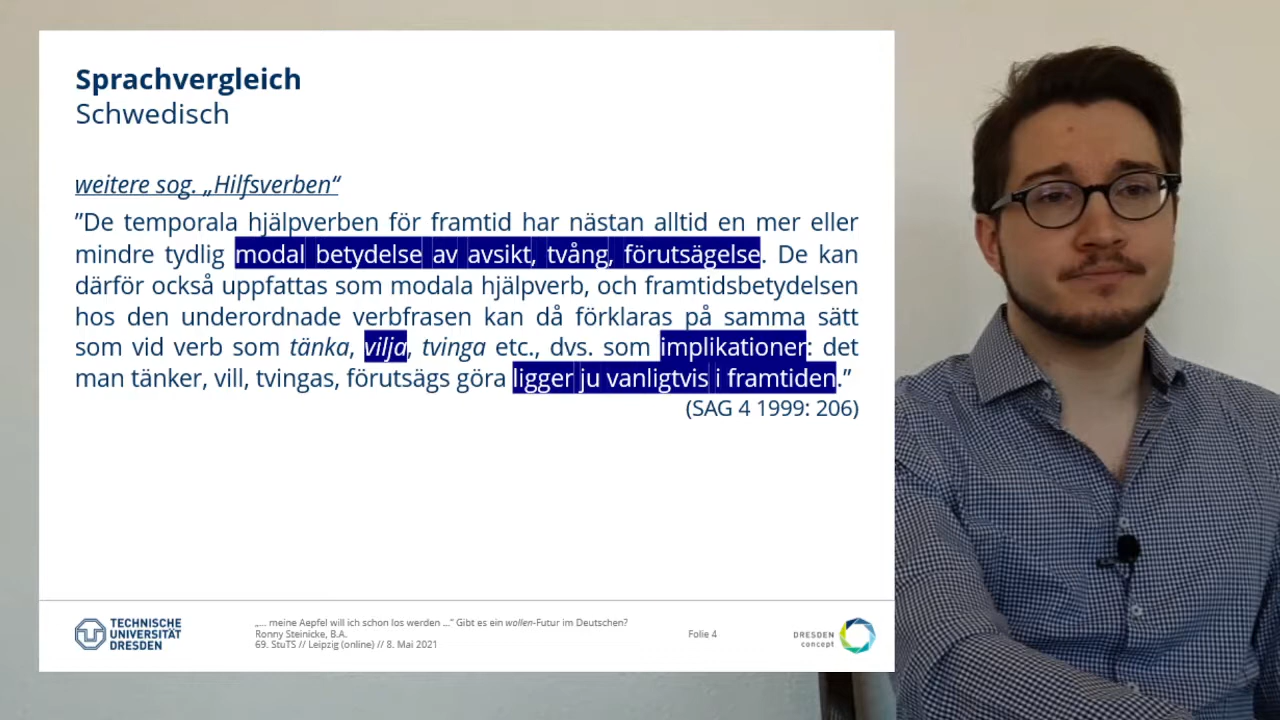 Sprachvergleich
Schwedisch
weitere sog. „Hilfsverben“
”De temporala hjälpverben för framtid har nästan alltid en mer eller
mindre tydlig modal betydelse av avsikt, tvång, förutsägelse. De kan
därför också uppfattas som modala hjälpverb, och framtidsbetydelsen
hos den underordnade verbfrasen kan då förklaras på samma sätt
som vid verb som tänka, vilja, tvinga etc., dvs. som implikationer: det
man tänker, vill, tvingas, förutsägs göra ligger ju vanligtvis i framtiden.”
(SAG 4 1999: 206)
TECHNISCHE
UNIVERSITÄT
DRESDEN
„... meine Aepfel will ich schon los werden ...“ Gibt es ein wollen-Futur im Deutschen?
Ronny Steinicke, B.A.
69. StuTS // Leipzig (online) // 8. Mai 2021
Folie 4
DRESDEN
concept